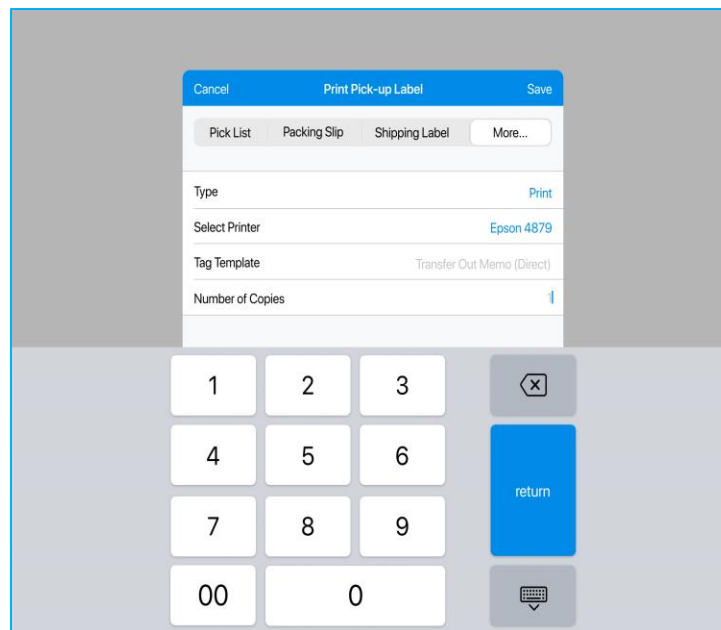 Cancel Print Pick-up Label Save
Pick List Packing Slip Shipping Label More...
Type Print
Select Printer Epson 4879
Tag Template Transfer Out Memo (Direct)
Number of Copies 1
1 2 3
4 5 6
return
7 8 9
00 0